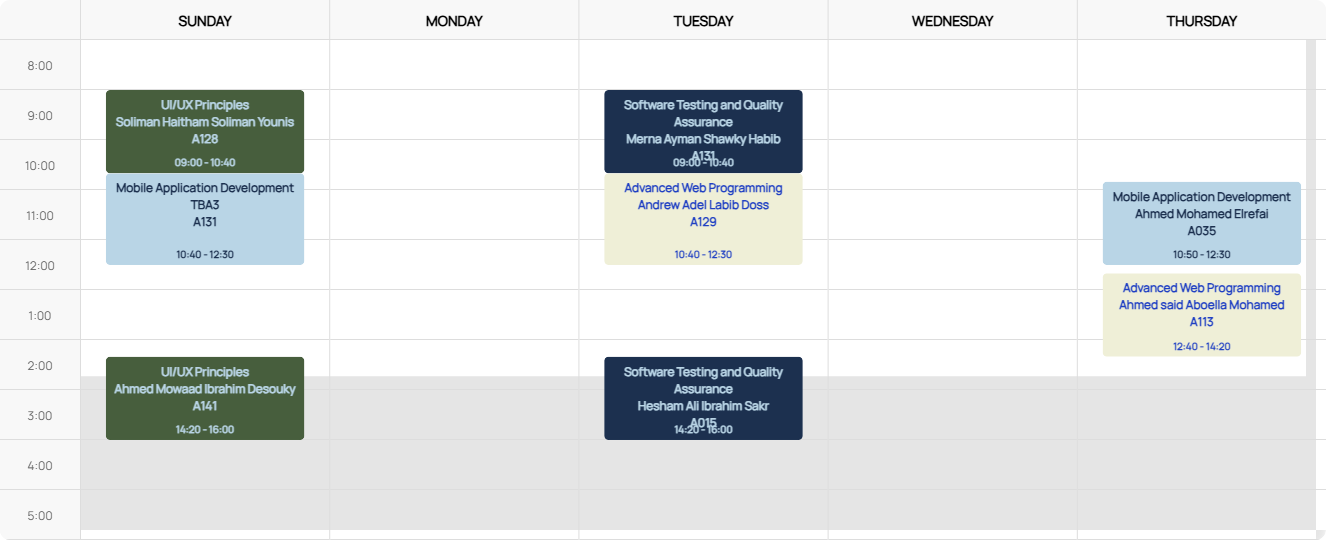 SUNDAY
MONDAY
TUESDAY
WEDNESDAY
THURSDAY
8:00
9:00
10:00
11:00
12:00
1:00
2:00
3:00
4:00
5:00
UI/UX Principles
Soliman Haitham Soliman Younis
A128
09:00 - 10:40
Mobile Application Development
TBA3
A131
10:40 - 12:30
UI/UX Principles
Ahmed Mowaad Ibrahim Desouky
A141
14:20 - 16:00
Software Testing and Quality
Assurance
Merna Ayman Shawky Habib
A131
09:00 - 10:40
Advanced Web Programming
Andrew Adel Labib Doss
A129
10:40 - 12:30
Software Testing and Quality
Assurance
Hesham Ali Ibrahim Sakr
A015
14:20 - 16:00
Mobile Application Development
Ahmed Mohamed Elrefai
A035
10:50 - 12:30
Advanced Web Programming
Ahmed said Aboella Mohamed
A113
12:40 - 14:20